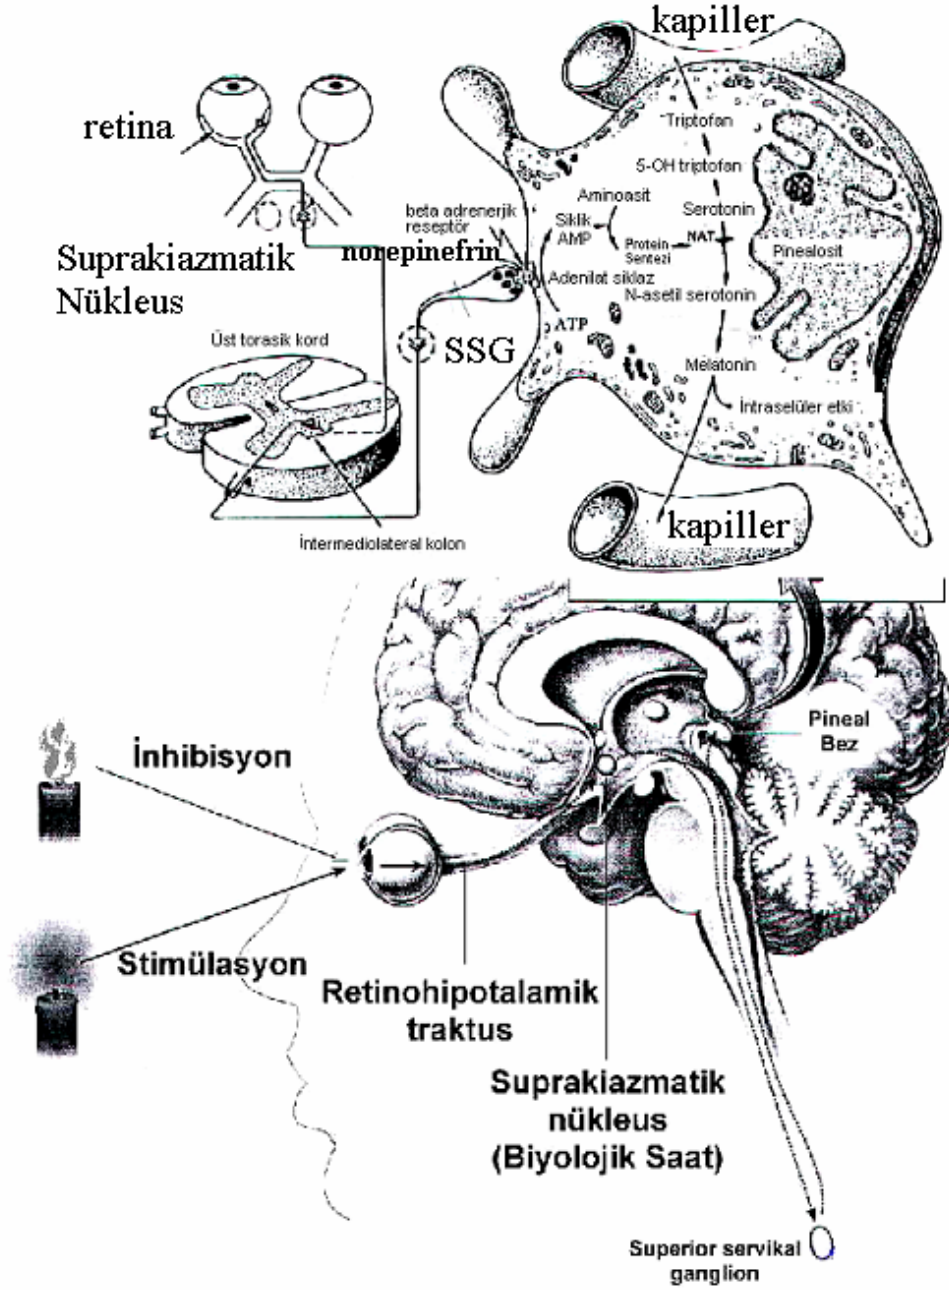 kapiller
retina
Triptofan
5-OH triptofan
Aminoasit
beta adrenerjik
reseptör
Siklik
AMP
Serotonin
norepinefrin
Protein
Sentezi
NAT
Pinealosit
Suprakiazmatik
Nükleus
Adenilat siklaz
N-asetil serotonin
ATP
Üst torasik kord
SSG
Melatonin
İntraselüler etki
kapiller
İntermediolateral kolon
Pineal
Bez
İnhibisyon
Stimülasyon
Retinohipotalamik
traktus
Suprakiazmatik
nükleus
(Biyolojik Saat)
Superior servikal
ganglion